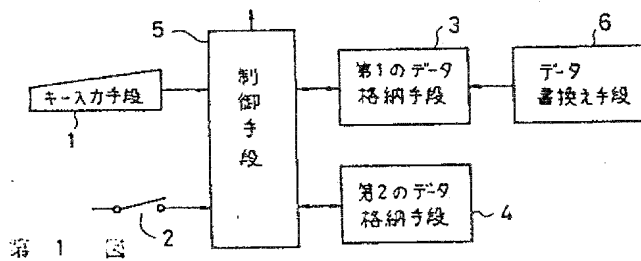 5
3
6
キー入力手段
1
制御手段
第1のデータ
格納手段
データ
書換え手段
2
第2のデータ
格納手段
4
第 1 図